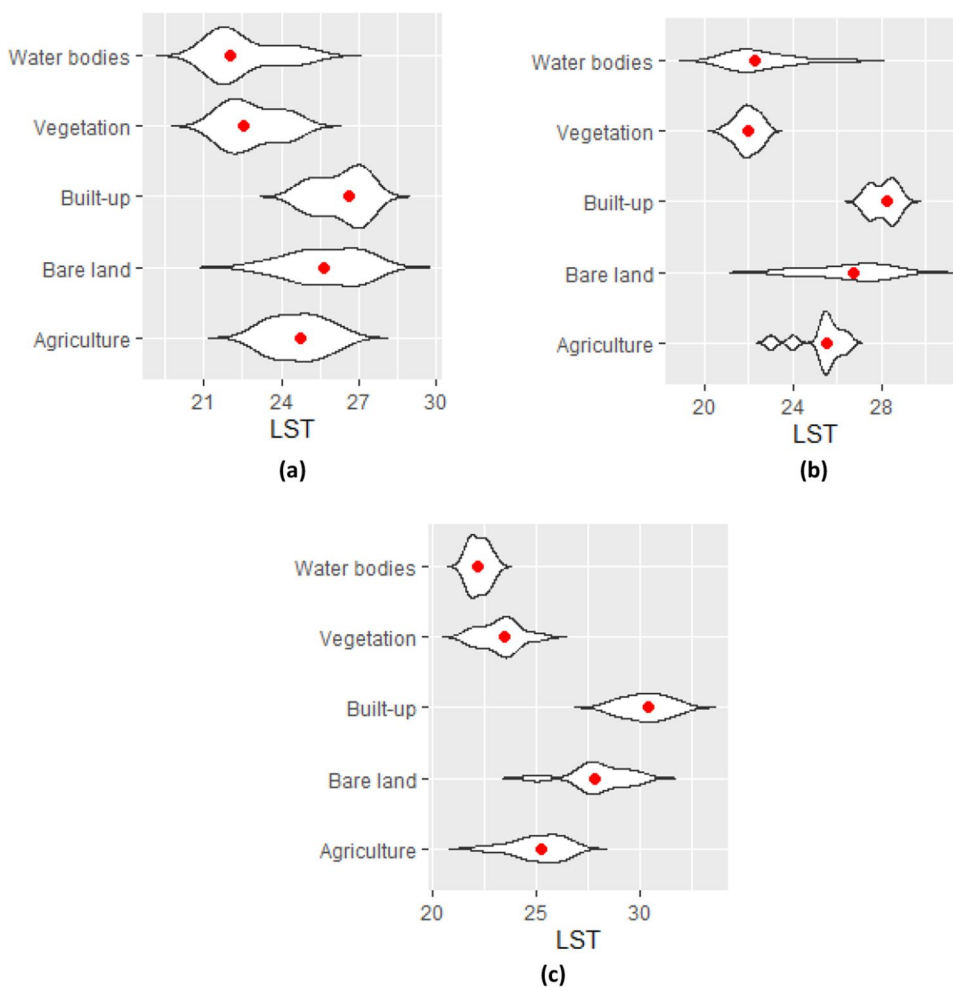 Water bodies
Vegetation
Built-up
Bare land
Agriculture
21 24 27 30
LST
(a)
Water bodies
Vegetation
Built-up
Bare land
Agriculture
20 24 28
LST
(b)
Water bodies
Vegetation
Built-up
Bare land
Agriculture
20 25 30
LST
(c)